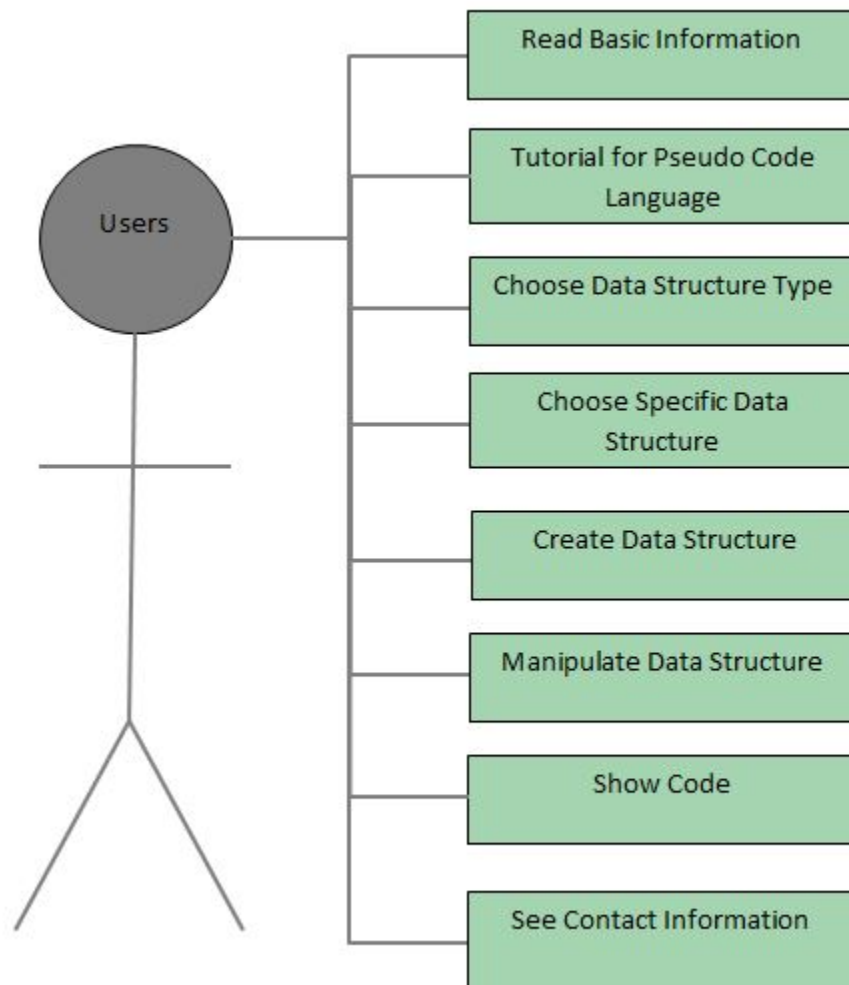 Read Basic Information
Users
Tutorial for Pseudo Code
Language
Choose Data Structure Type
Choose Specific Data
Structure
Create Data Structure
Manipulate Data Structure
Show Code
See Contact Information